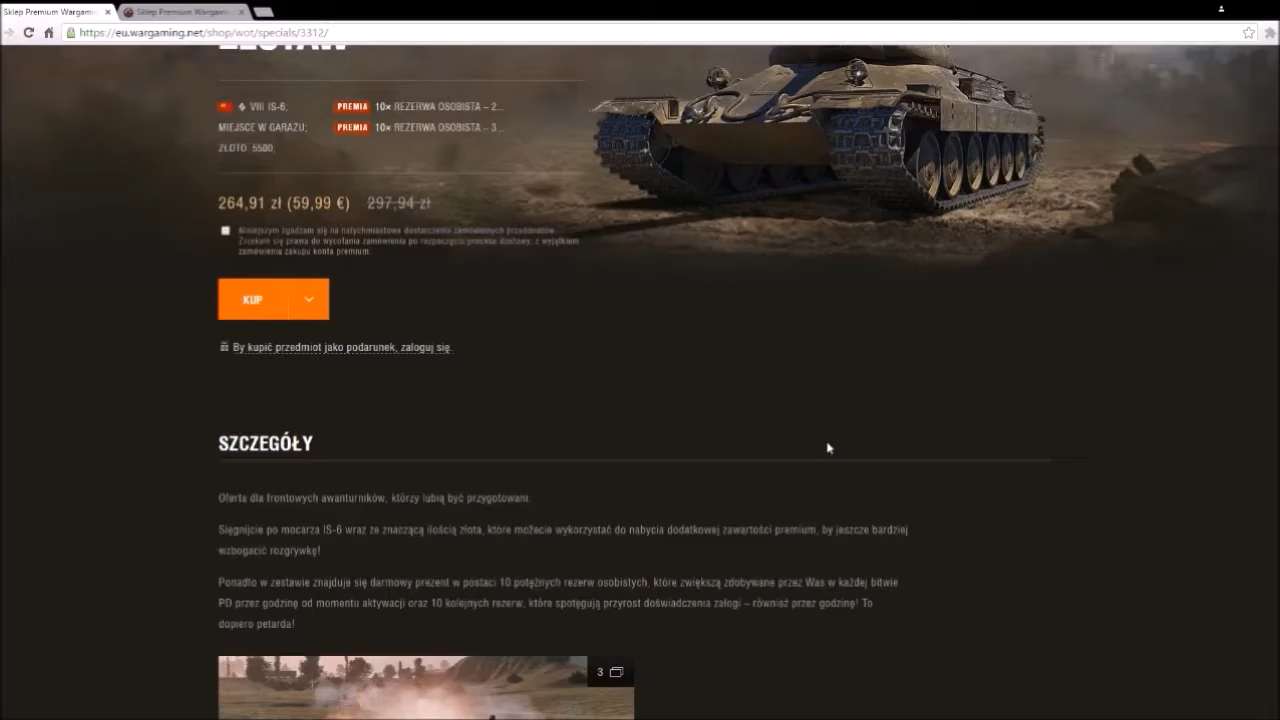 Sklep Premium Wargami
Sklep Premium Wargami
https://eu.wargaming.net/shop/wot/specials/3312/
ZESTAW
VIII IS-6;
PREMIA 10× REZERWA OSOBISTA – 2...
MIEJSCE W GARAŻU;
PREMIA 10× REZERWA OSOBISTA – 3...
ZŁOTO: 5500;
264,91 zł (59,99 €) 297,94 zł
Niniejszym zgadzam się na natychmiastowe dostarczenie zamówionych przedmiotów.
Zrzekam się prawa do wycofania zamówienia po rozpoczęciu procesu dostawy, z wyjątkiem
zamówienia zakupu konta premium.
KUP
By kupić przedmiot jako podarunek, zaloguj się.
SZCZEGÓŁY
Oferta dla frontowych awanturników, którzy lubią być przygotowani.
Sięgnijcie po mocarza IS-6 wraz ze znaczącą ilością złota, które możecie wykorzystać do nabycia dodatkowej zawartości premium, by jeszcze bardziej
wzbogacić rozgrywkę!
Ponadto w zestawie znajduje się darmowy prezent w postaci 10 potężnych rezerw osobistych, które zwiększą zdobywane przez Was w każdej bitwie
PD przez godzinę od momentu aktywacji oraz 10 kolejnych rezerw, które spotęgują przyrost doświadczenia załogi – również przez godzinę! To
dopiero petarda!
3